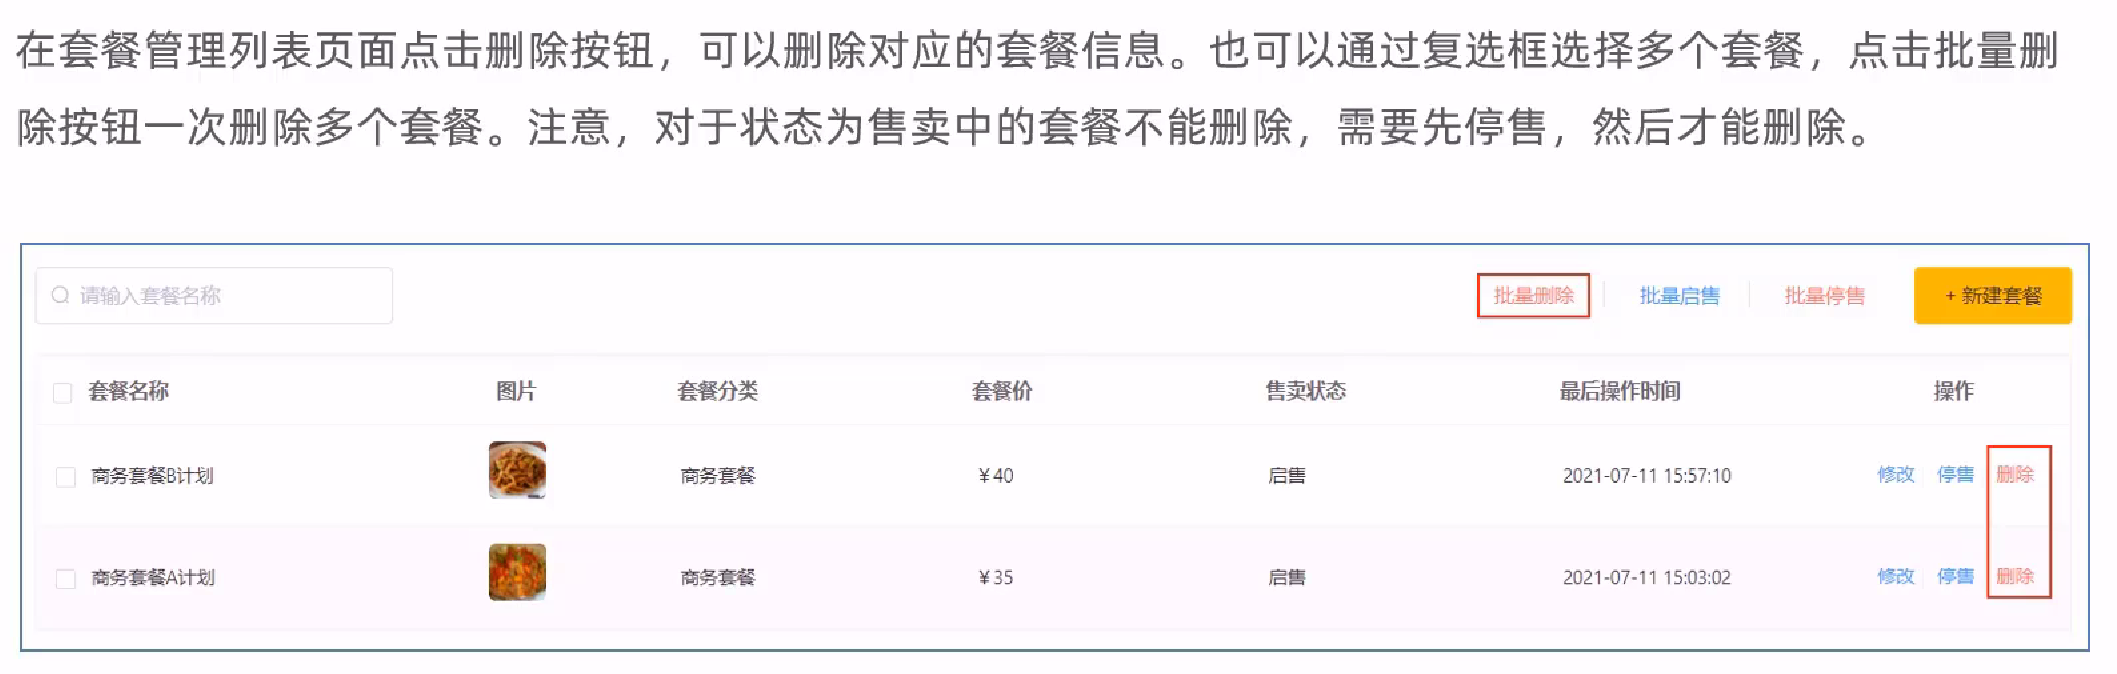 在套餐管理列表页面点击删除按钮，可以删除对应的套餐信息。也可以通过复选框选择多个套餐，点击批量删
除按钮一次删除多个套餐。注意，对于状态为售卖中的套餐不能删除，需要先停售，然后才能删除。
请输入套餐名称 批量删除 批量启售 批量停售 + 新建套餐
套餐名称 图片 套餐分类 套餐价 售卖状态 最后操作时间 操作
商务套餐B计划 商务套餐 ¥40 启售 2021-07-11 15:57:10 修改 停售 删除
商务套餐A计划 商务套餐 ¥35 启售 2021-07-11 15:03:02 修改 停售 删除